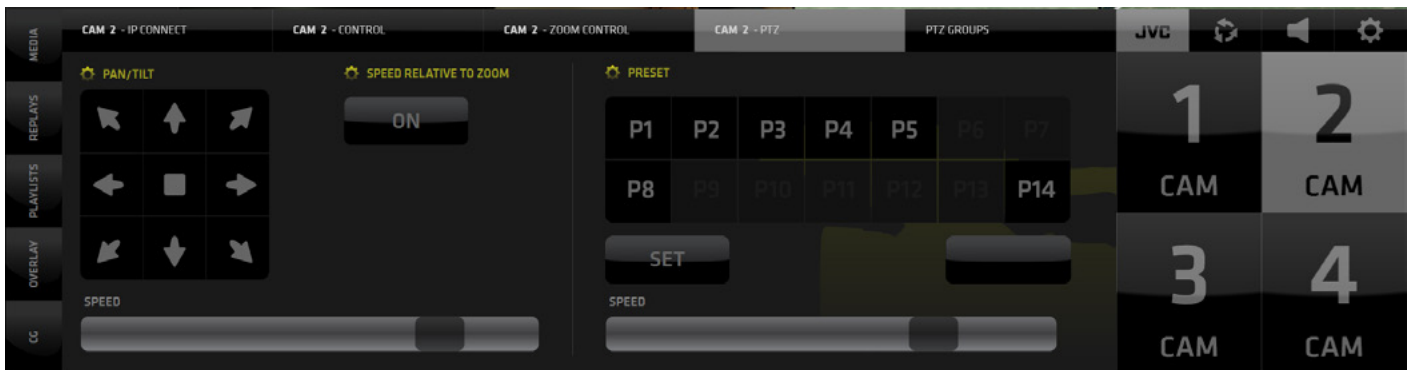 MEDIA
REPLAYS
PLAYLISTS
OVERLAY
CG
CAM 2 - IP CONNECT
CAM 2 - CONTROL
CAM 2 - ZOOM CONTROL
CAM 2 - PTZ
PTZ GROUPS
JVC
PAN/TILT
SPEED RELATIVE TO ZOOM
ON
SPEED
PRESET
P1 P2 P3 P4 P5 P6 P7
P8 P9 P10 P11 P12 P13 P14
SET
SPEED
1
CAM
2
CAM
3
CAM
4
CAM